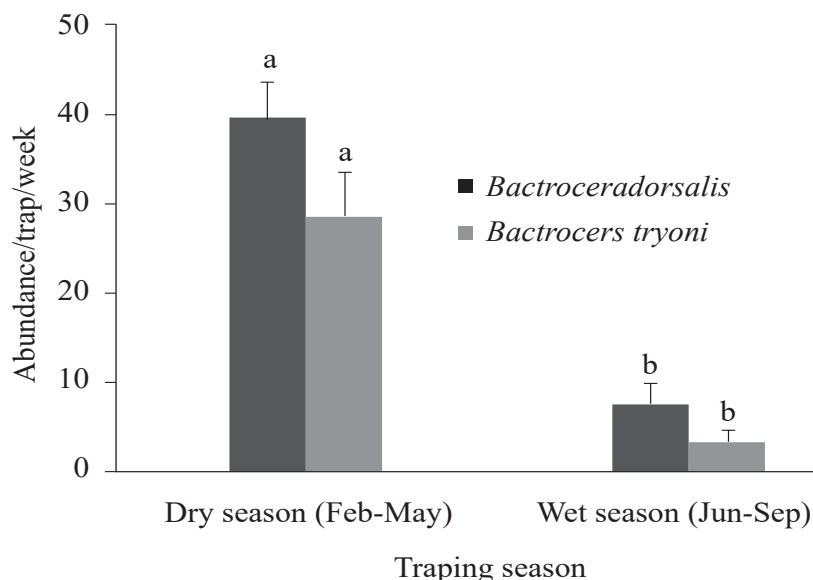 50
40
30
20
10
0
Abundance/trap/week
a
a
b
b
Bactroceradorsalis
Bactrocers tryoni
Dry season (Feb-May)
Wet season (Jun-Sep)
Traping season